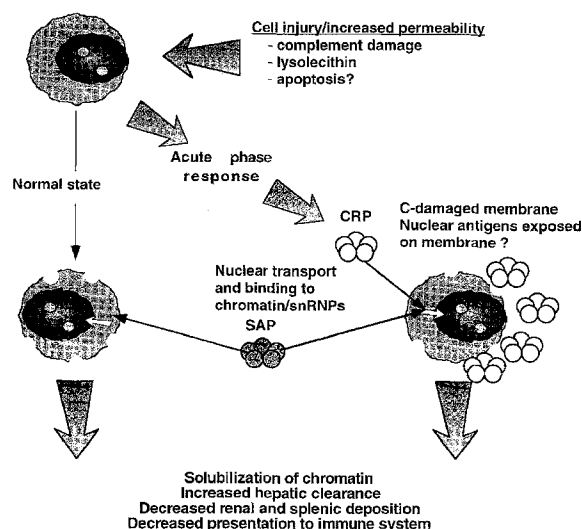 Cell injury/increased permeability
- complement damage
- lysolecithin
- apoptosis?
Acute phase
response
Normal state
CRP
C-damaged membrane
Nuclear antigens exposed
on membrane ?
Nuclear transport
and binding to
chromatin/snRNPs
SAP
Solubilization of chromatin
Increased hepatic clearance
Decreased renal and splenic deposition
Decreased presentation to immune system